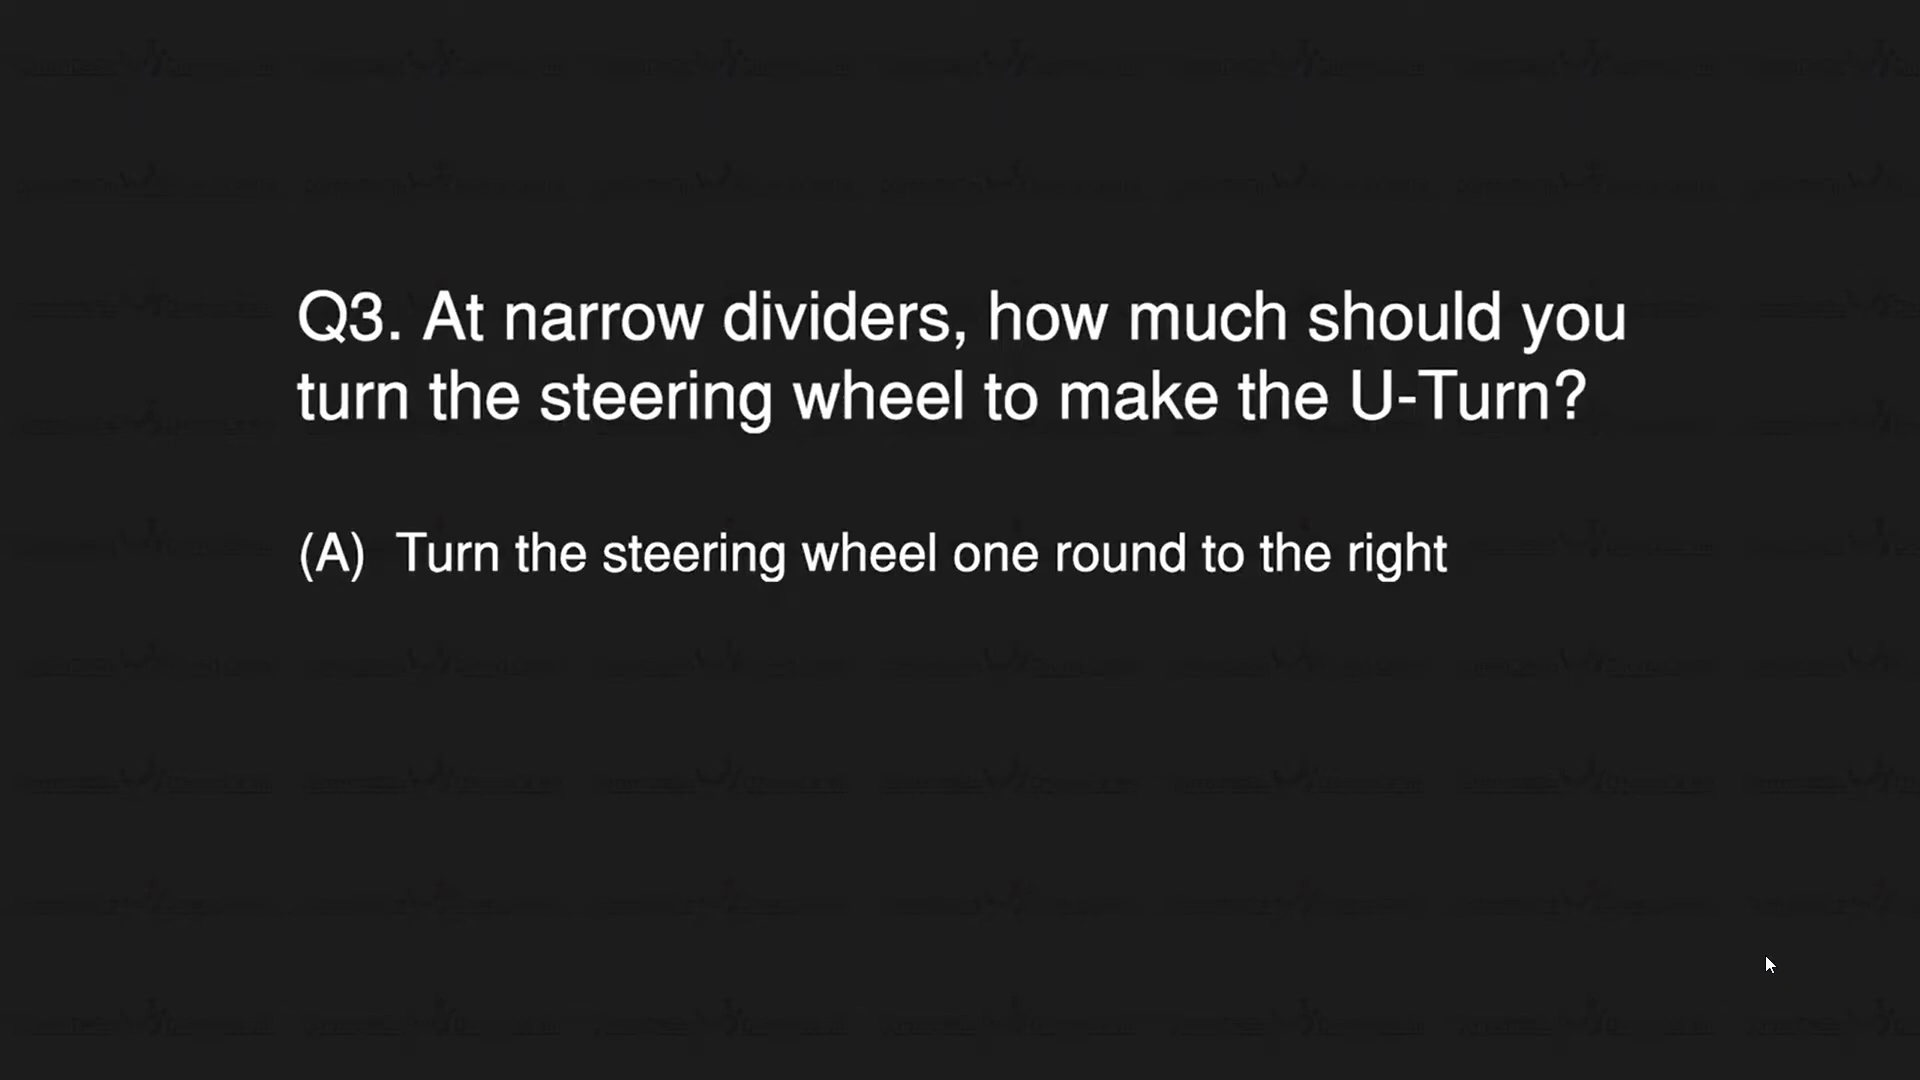 Q3. At narrow dividers, how much should you
turn the steering wheel to make the U-Turn?
(A) Turn the steering wheel one round to the right